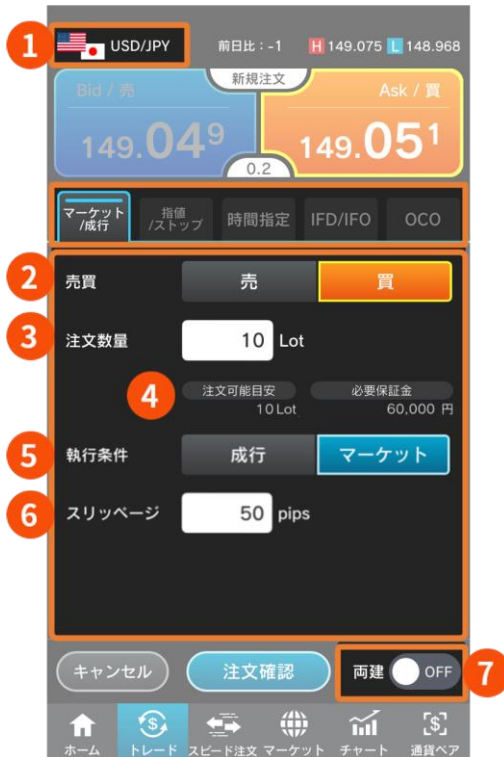 1 USD/JPY 前日比:-1 H 149.075 L 148.968
新規注文
Bid / 売 Ask / 買
149.049 149.051
0.2
マーケット/成行 指値/ストップ 時間指定 IFD/IFO OCO
2 売買 売 買
3 注文数量 10 Lot
4 注文可能目安 必要保証金
10 Lot 60,000 円
5 執行条件 成行 マーケット
6 スリッページ 50 pips
キャンセル 注文確認 両建 OFF 7
$ [$]
ホーム トレード スピード注文 マーケット チャート 通貨ペア